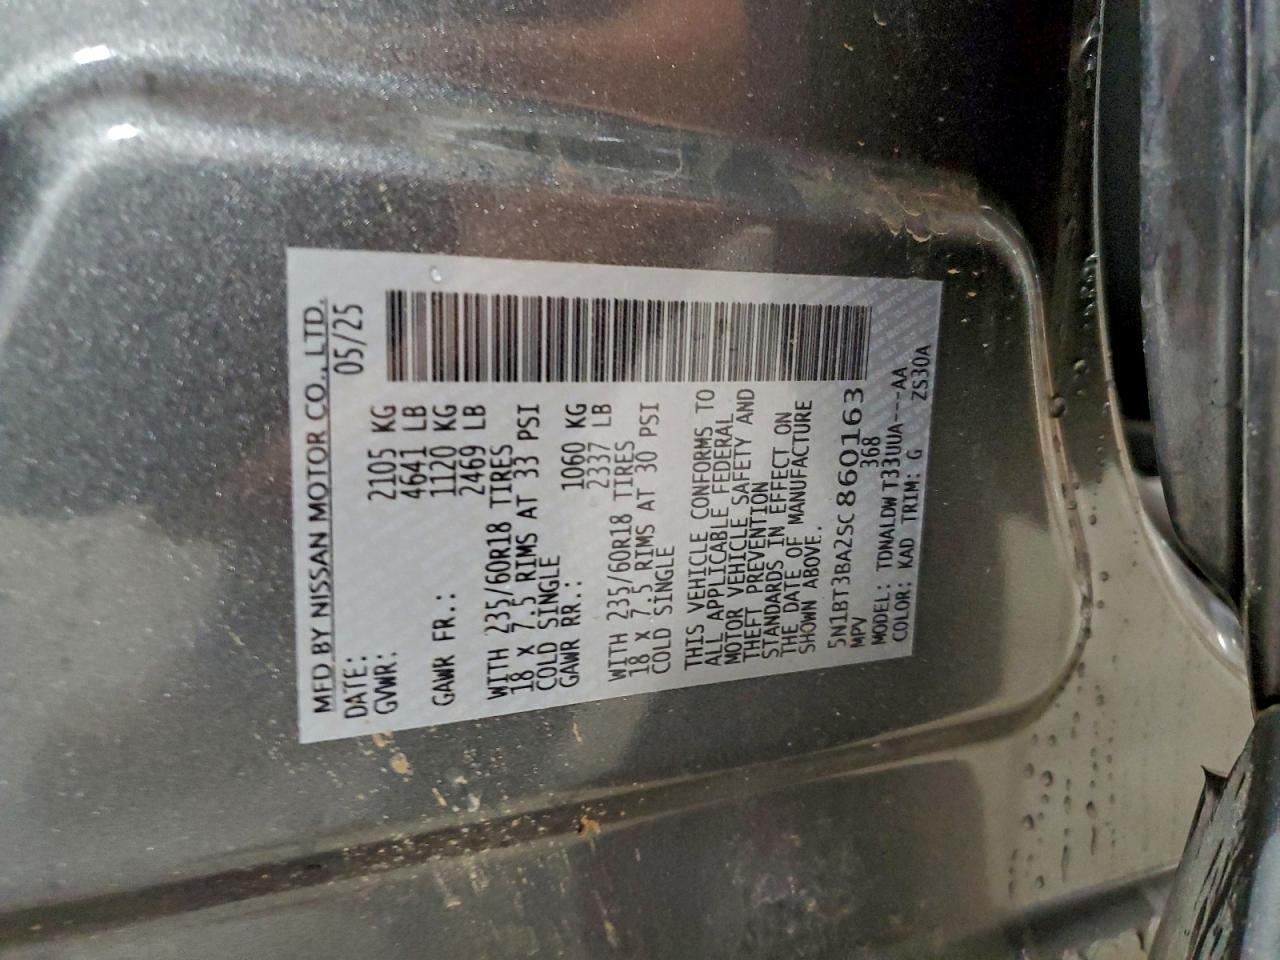 MFD BY NISSAN MOTOR CO., LTD.
DATE: 05/25
GVWR: 2105 KG
4641 LB
GAWR FR.: 1120 KG
2469 LB
WITH 235/60R18 TIRES
18 X 7.5 RIMS AT 33 PSI
COLD SINGLE
GAWR RR.: 1060 KG
2337 LB
WITH 235/60R18 TIRES
18 X 7.5 RIMS AT 30 PSI
COLD SINGLE
THIS VEHICLE CONFORMS TO
ALL APPLICABLE FEDERAL
MOTOR VEHICLE SAFETY AND
THEFT PREVENTION
STANDARDS IN EFFECT ON
THE DATE OF MANUFACTURE
SHOWN ABOVE.
5N1BT3BA2SC860163
MPV 368
MODEL: TDNALDWT33UUA---AA
COLOR: KAD TRIM: G ZS30A